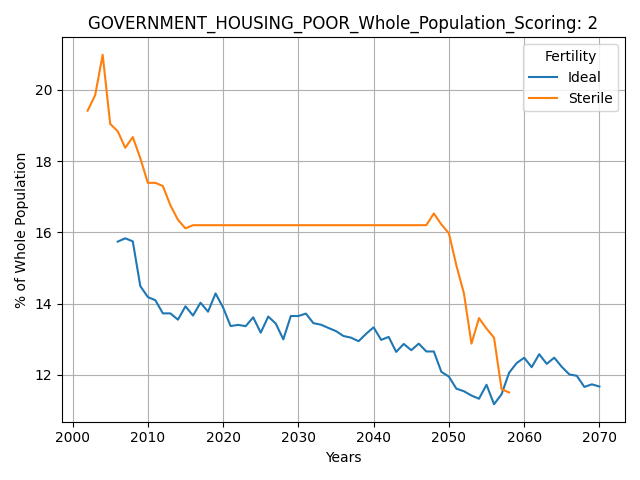 GOVERNMENT_HOUSING_POOR_Whole_Population_Scoring: 2
Fertility
Ideal
Sterile
% of Whole Population
20
18
16
14
12
2000 2010 2020 2030 2040 2050 2060 2070
Years